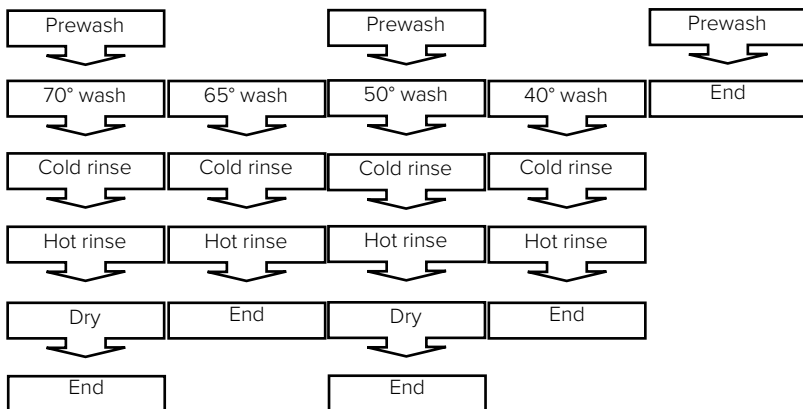 Prewash Prewash Prewash
70° wash 65° wash 50° wash 40° wash End
Cold rinse Cold rinse Cold rinse Cold rinse
Hot rinse Hot rinse Hot rinse Hot rinse
Dry End Dry End
End End